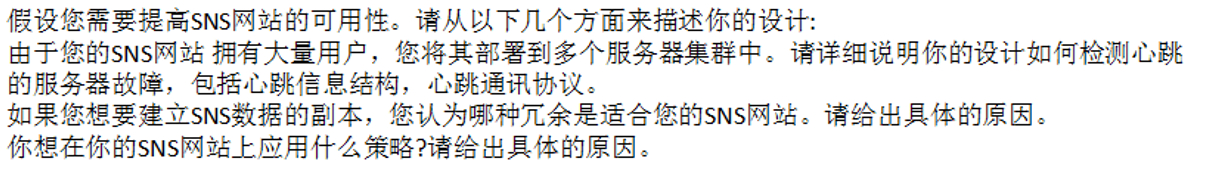 假设您需要提高SNS网站的可用性。请从以下几个方面来描述你的设计:
由于您的SNS网站 拥有大量用户，您将其部署到多个服务器集群中。请详细说明你的设计如何检测心跳
的服务器故障，包括心跳信息结构，心跳通讯协议。
如果您想要建立SNS数据的副本，您认为哪种冗余是适合您的SNS网站。请给出具体的原因。
你想在你的SNS网站上应用什么策略?请给出具体的原因。